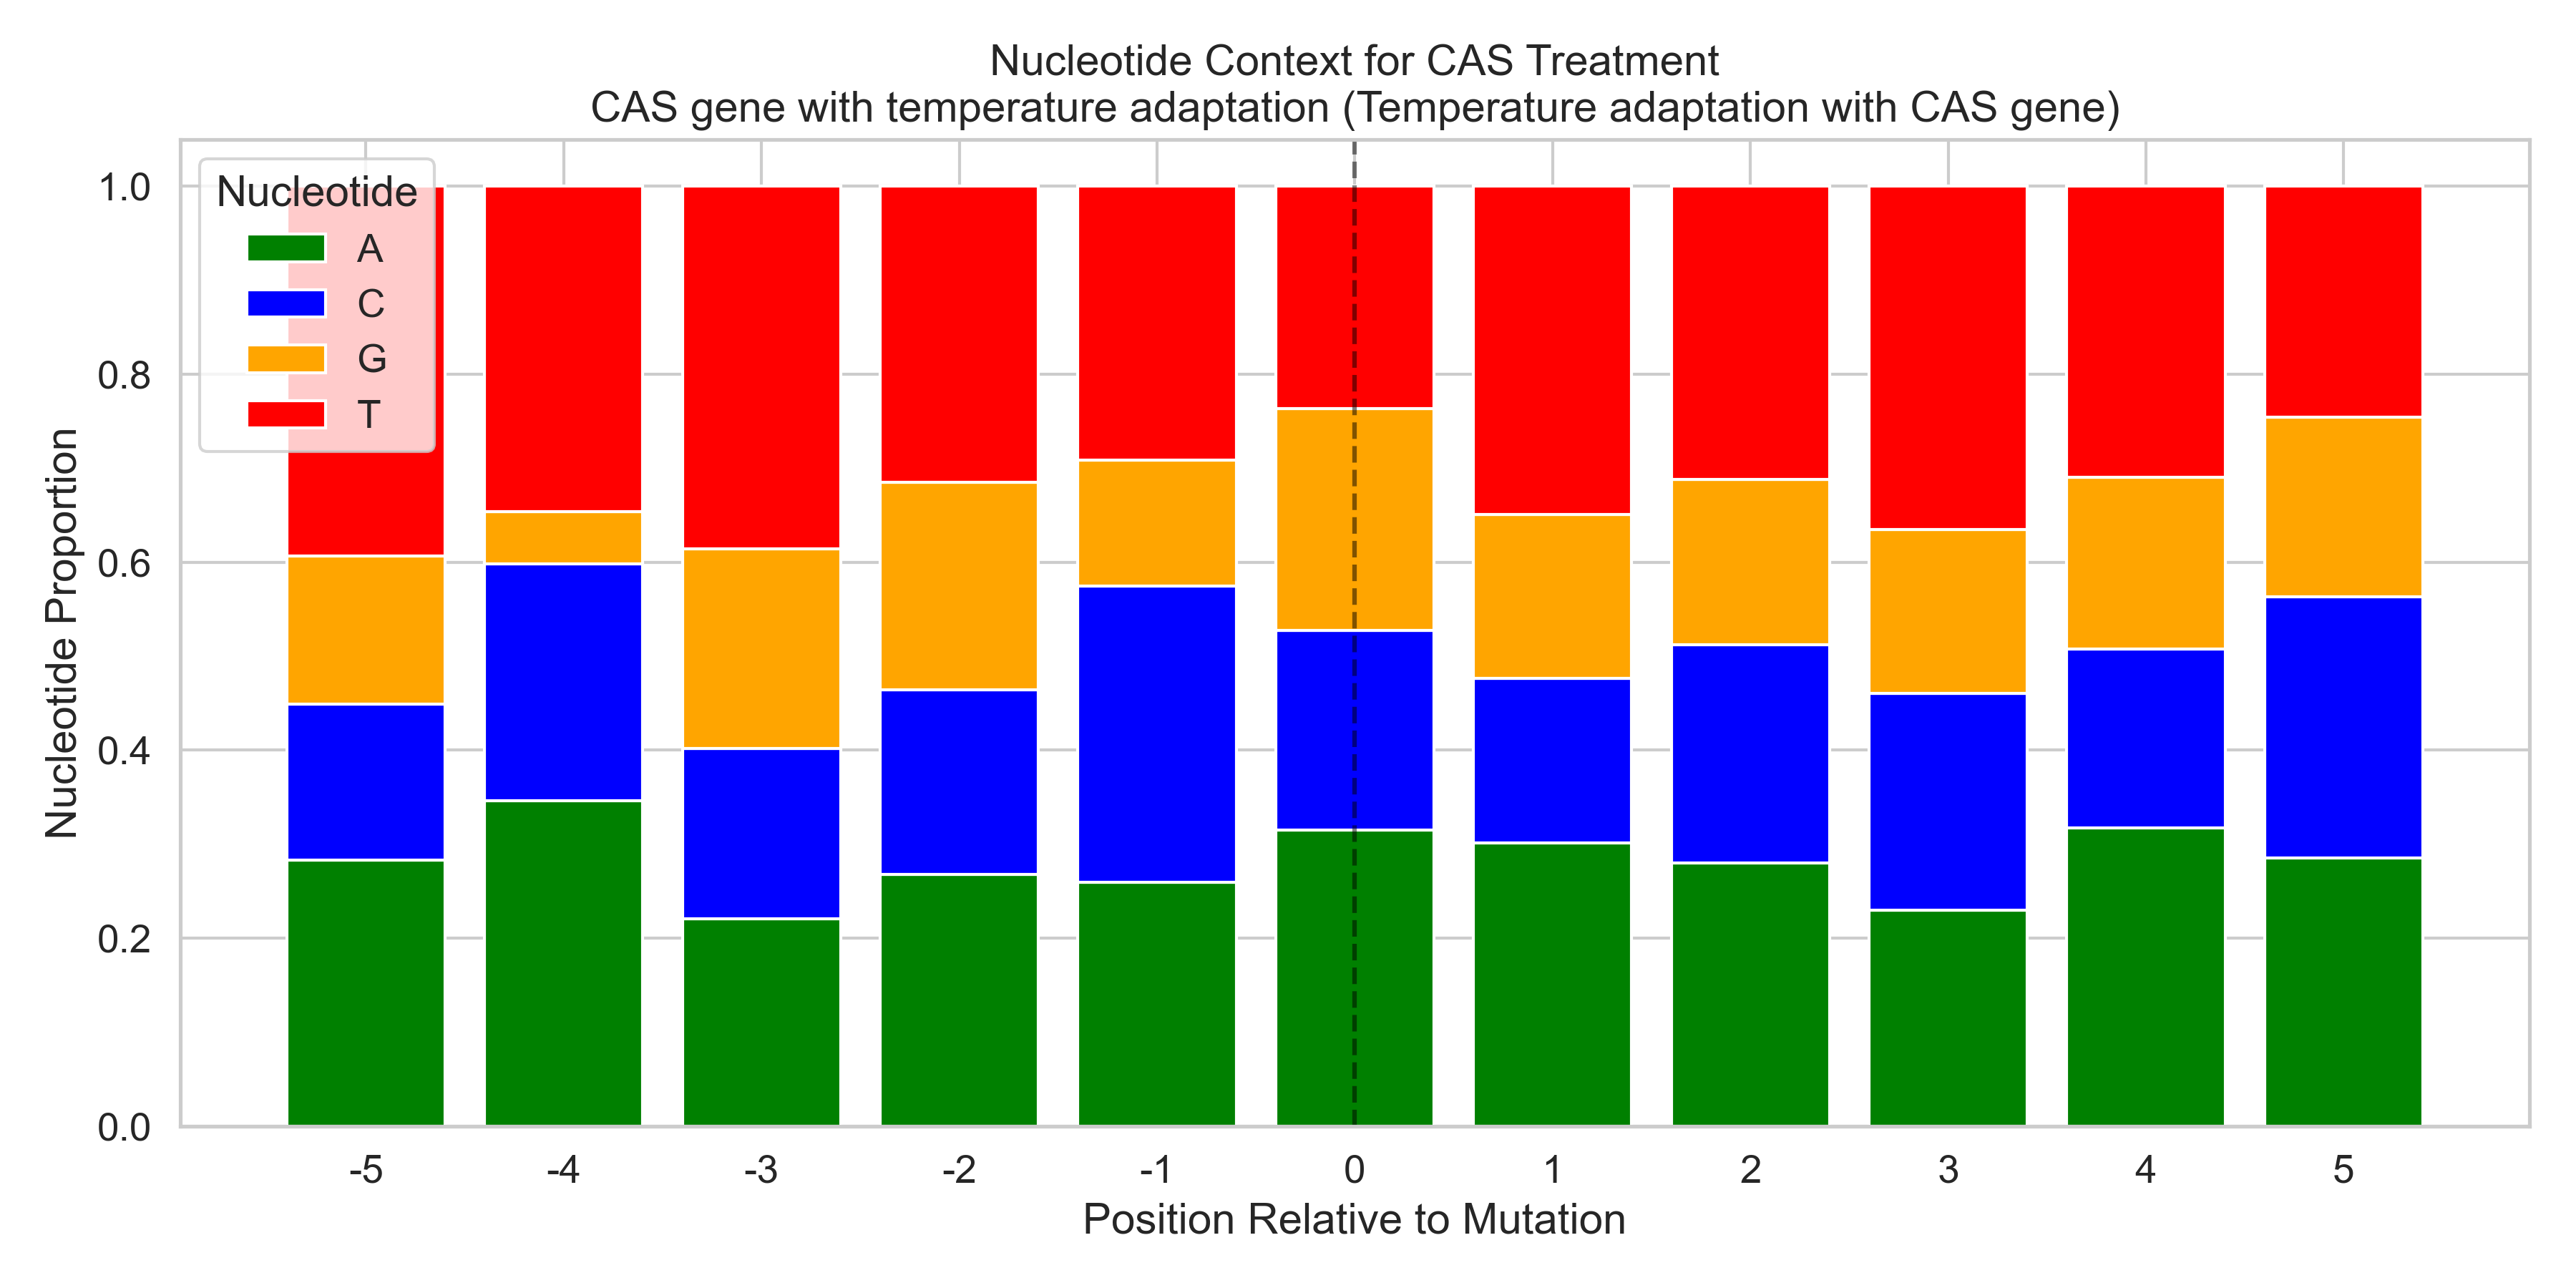 Nucleotide Context for CAS Treatment
CAS gene with temperature adaptation (Temperature adaptation with CAS gene)
Nucleotide
A
C
G
T
Nucleotide Proportion
1.0
0.8
0.6
0.4
0.2
0.0
-5 -4 -3 -2 -1 0 1 2 3 4 5
Position Relative to Mutation